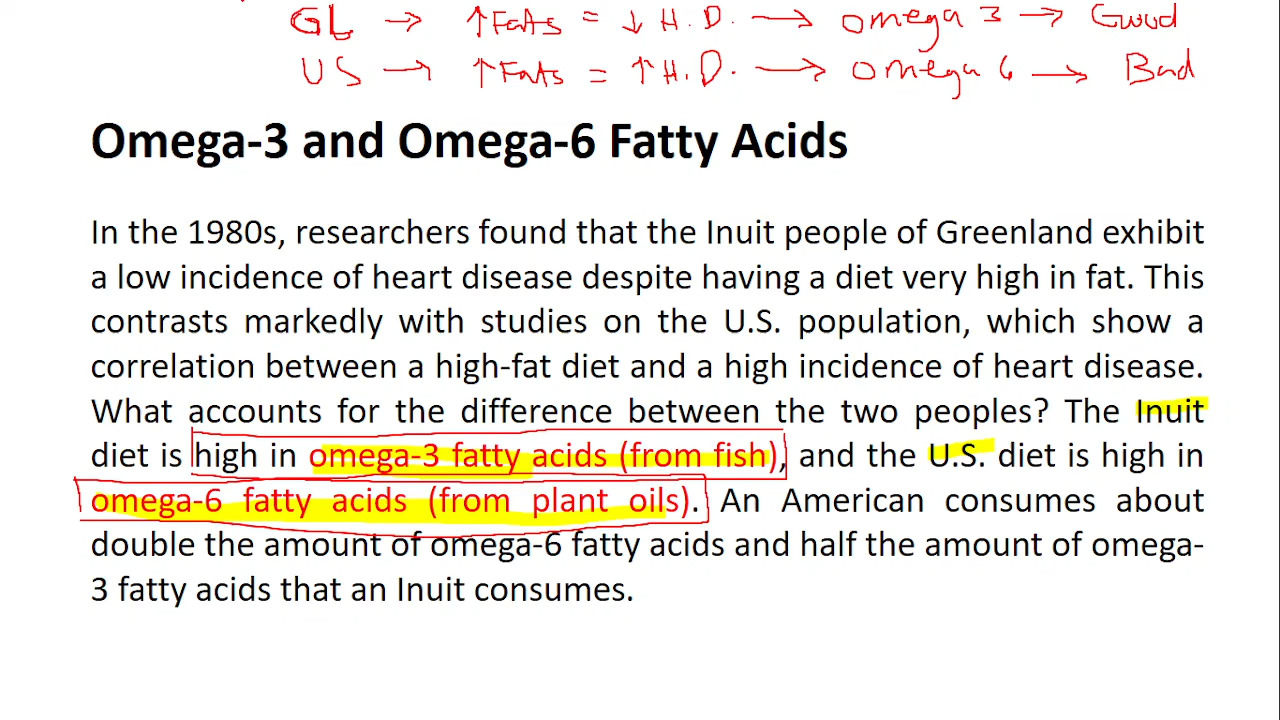 GL → ↑Fats = ↓ H.D. → omega 3 → Good
US → ↑Fats = ↑H.D. → omega 6 → Bad
Omega-3 and Omega-6 Fatty Acids
In the 1980s, researchers found that the Inuit people of Greenland exhibit
a low incidence of heart disease despite having a diet very high in fat. This
contrasts markedly with studies on the U.S. population, which show a
correlation between a high-fat diet and a high incidence of heart disease.
What accounts for the difference between the two peoples? The Inuit
diet is high in omega-3 fatty acids (from fish), and the U.S. diet is high in
omega-6 fatty acids (from plant oils). An American consumes about
double the amount of omega-6 fatty acids and half the amount of omega-
3 fatty acids that an Inuit consumes.